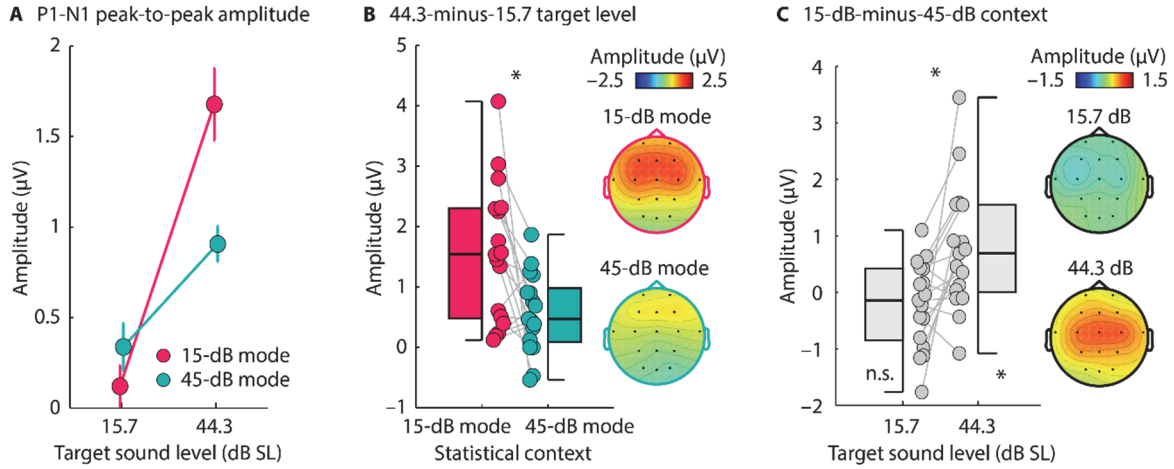 A P1-N1 peak-to-peak amplitude
2
1.5
1
0.5
0
Amplitude (µV)
15-dB mode
45-dB mode
15.7
44.3
Target sound level (dB SL)
B 44.3-minus-15.7 target level
5
4
3
2
1
0
−1
Amplitude (µV)
*
Amplitude (µV)
−2.5
2.5
15-dB mode
45-dB mode
15-dB mode
45-dB mode
Statistical context
C 15-dB-minus-45-dB context
4
3
2
1
0
−1
−2
Amplitude (µV)
*
n.s.
*
Amplitude (µV)
−1.5
1.5
15.7 dB
44.3 dB
15.7
44.3
Target sound level (dB SL)